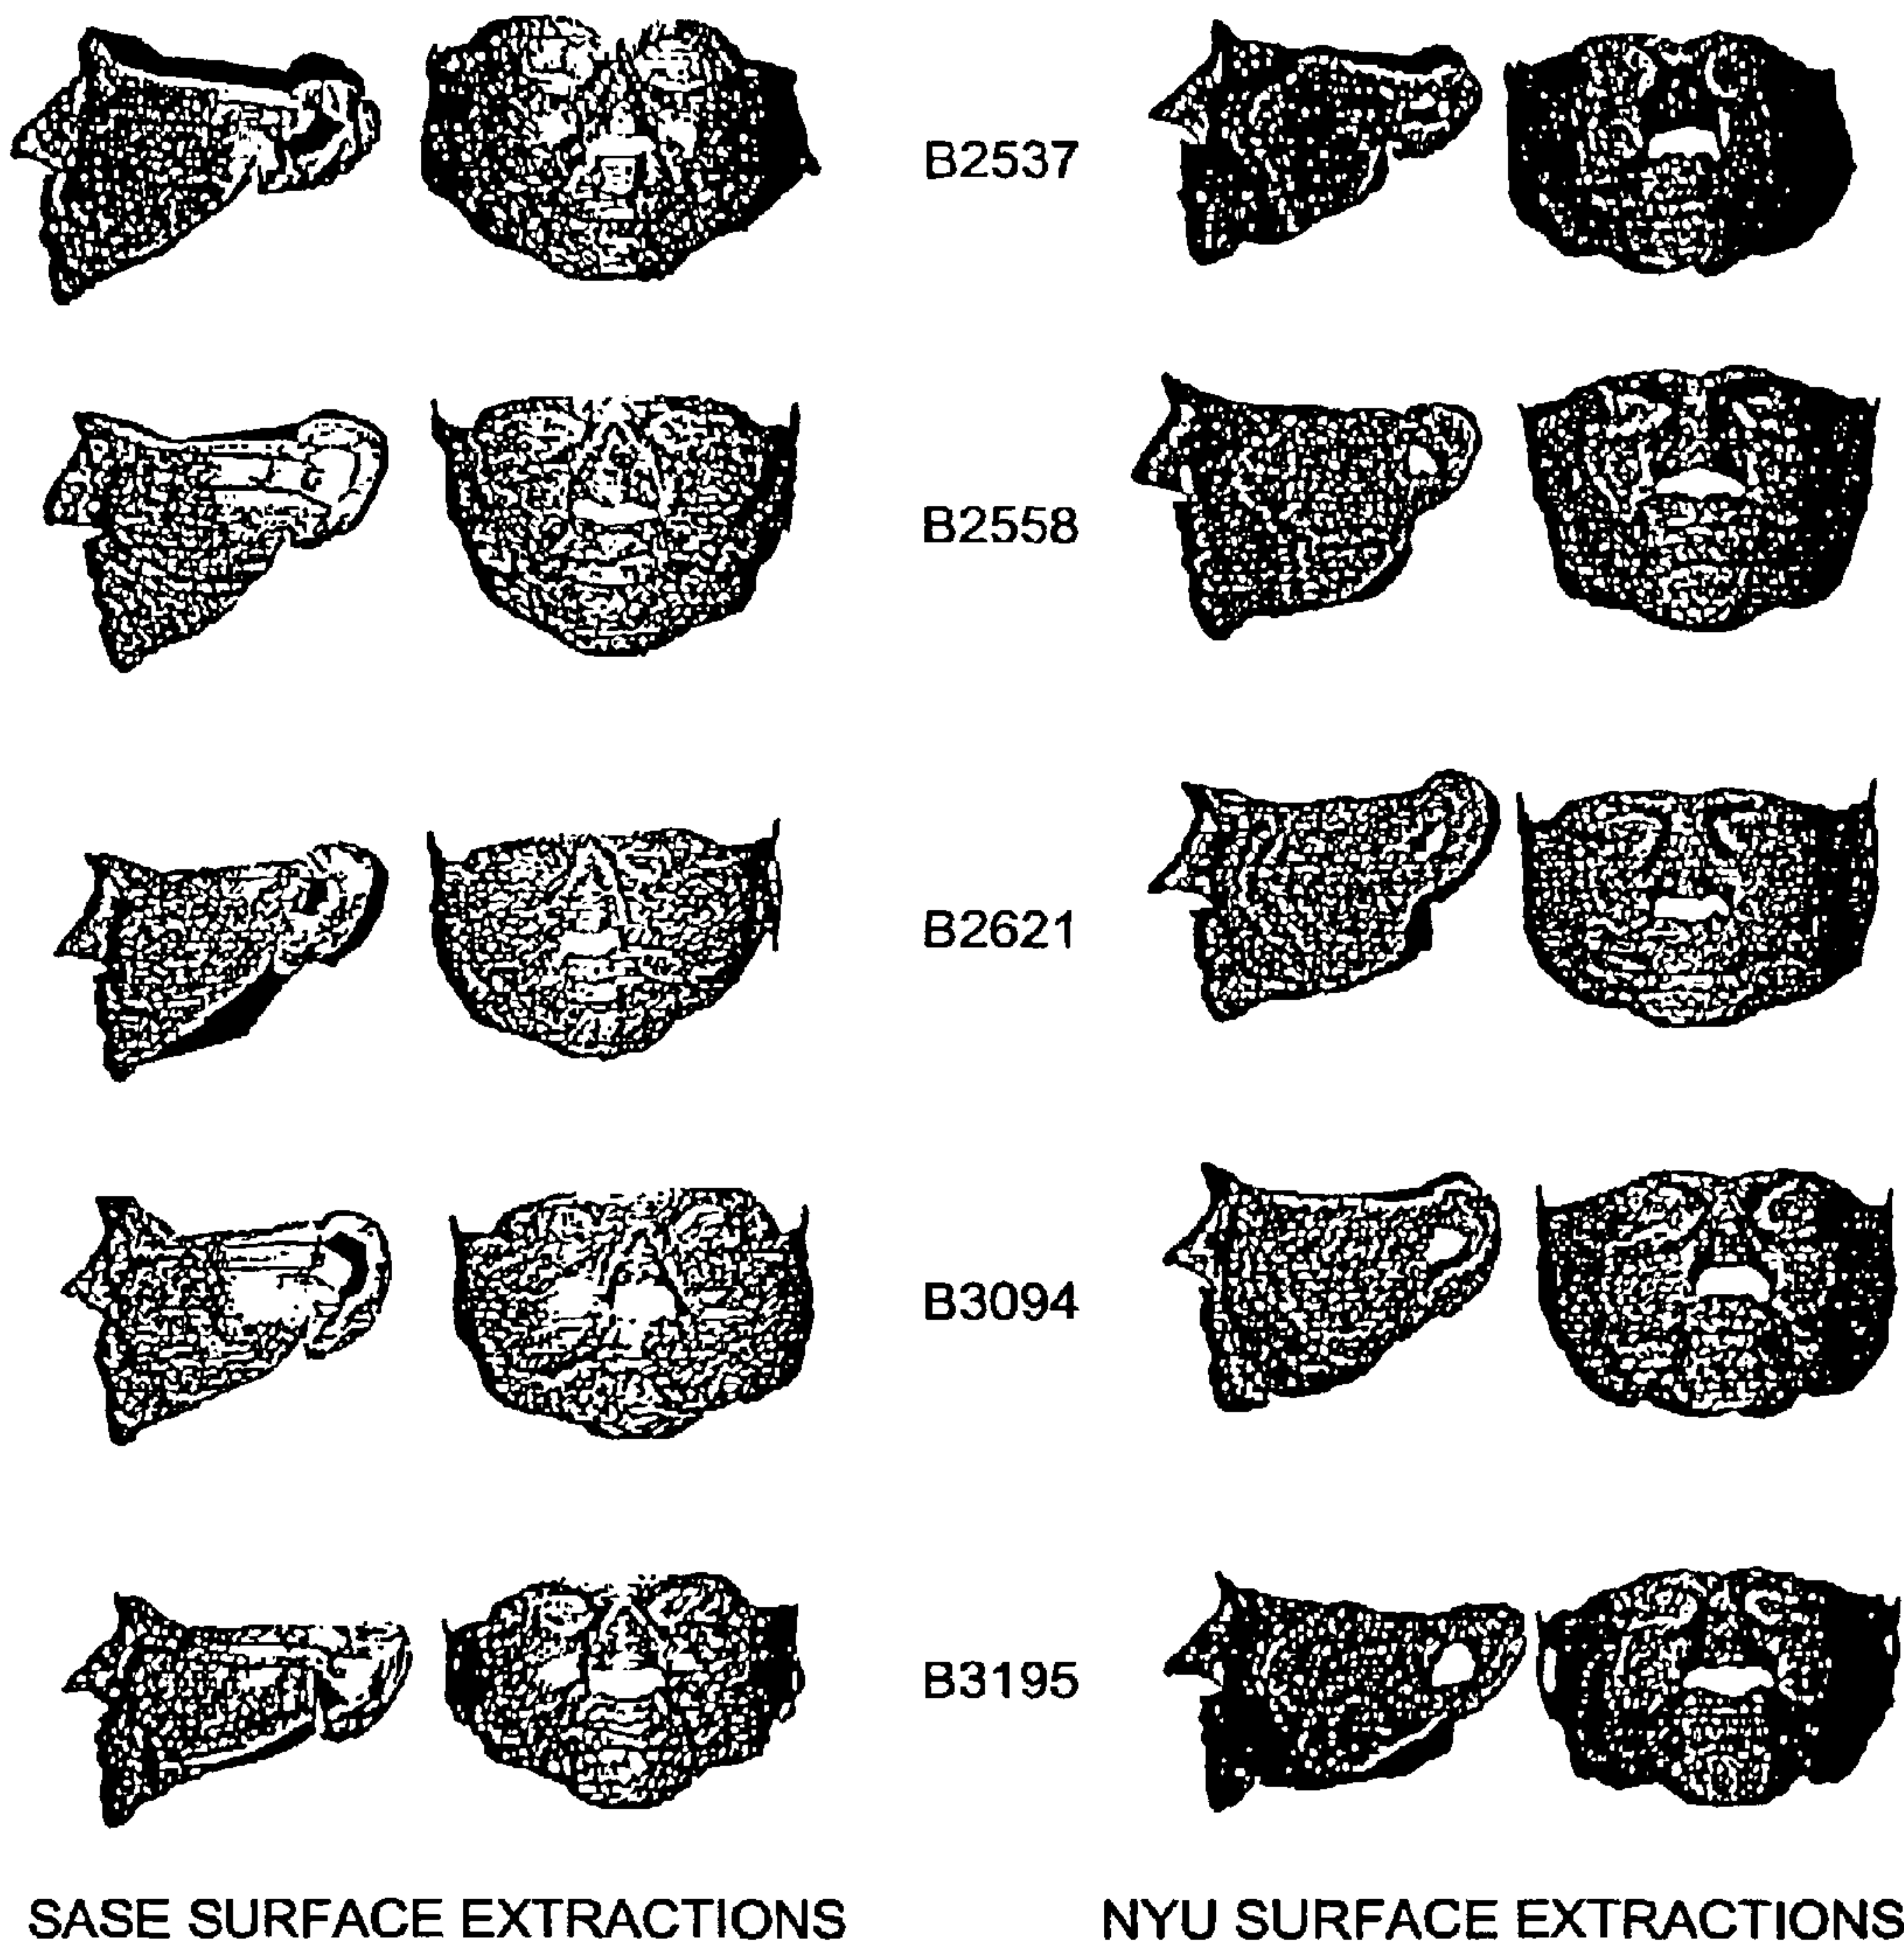 B2537
B2558
B2621
B3094
B3195
SASE SURFACE EXTRACTIONS
NYU SURFACE EXTRACTIONS